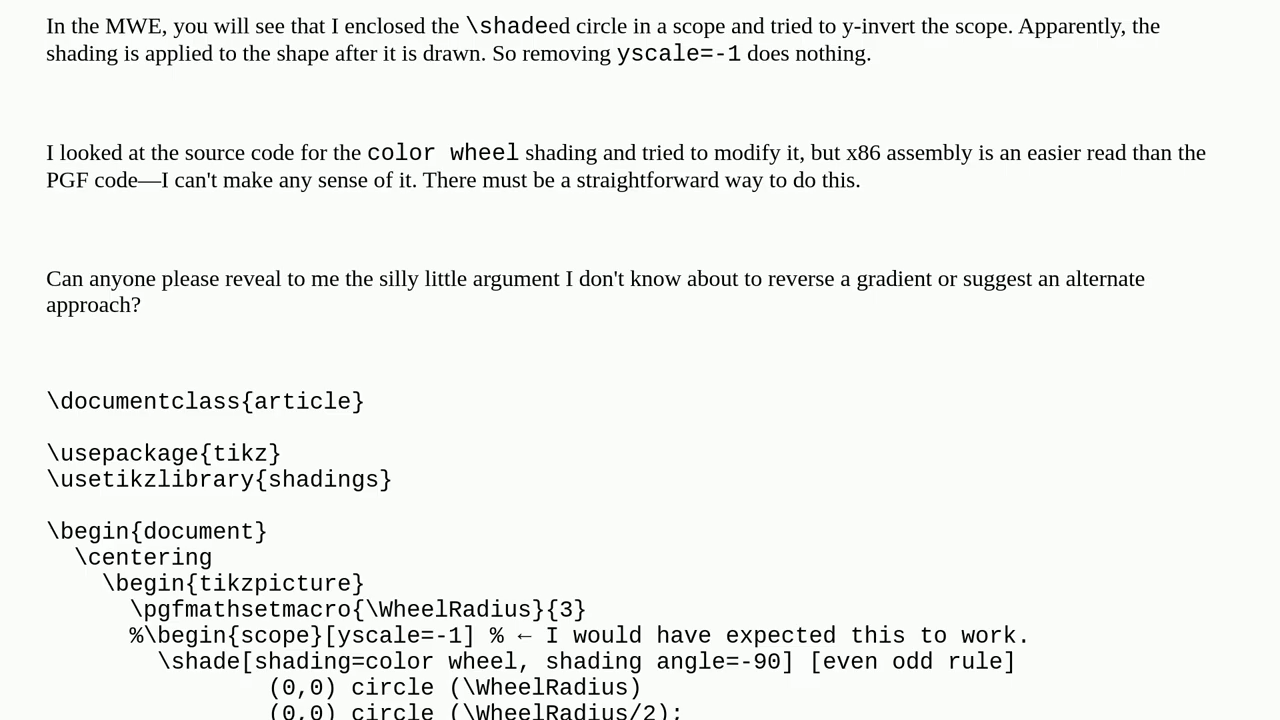 In the MWE, you will see that I enclosed the \shadeed circle in a scope and tried to y-invert the scope. Apparently, the
shading is applied to the shape after it is drawn. So removing yscale=-1 does nothing.
I looked at the source code for the color wheel shading and tried to modify it, but x86 assembly is an easier read than the
PGF code—I can't make any sense of it. There must be a straightforward way to do this.
Can anyone please reveal to me the silly little argument I don't know about to reverse a gradient or suggest an alternate
approach?
\documentclass{article}
\usepackage{tikz}
\usetikzlibrary{shadings}
\begin{document}
\centering
\begin{tikzpicture}
\pgfmathsetmacro{\WheelRadius}{3}
%\begin{scope}[yscale=-1] % ← I would have expected this to work.
\shade[shading=color wheel, shading angle=-90] [even odd rule]
(0,0) circle (\WheelRadius)
(0,0) circle (\WheelRadius/2);